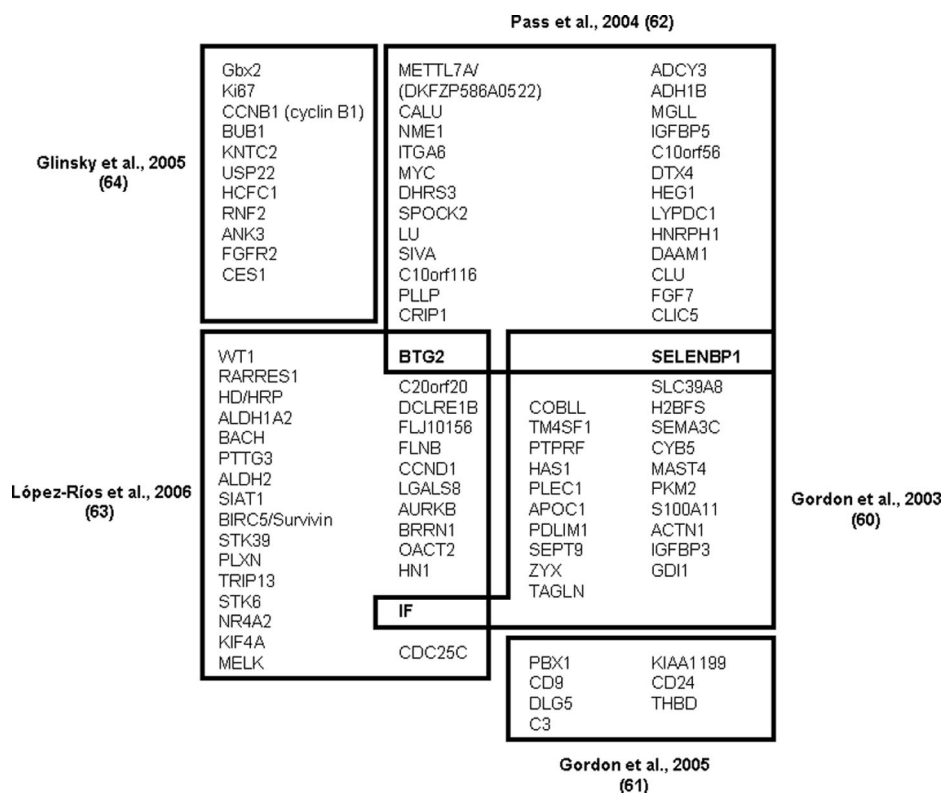 Pass et al., 2004 (62)
Glinsky et al., 2005
(64)
Gbx2
Ki67
CCNB1 (cyclin B1)
BUB1
KNTC2
USP22
HCFC1
RNF2
ANK3
FGFR2
CES1
METTL7A/
(DKFZP586A0522)
CALU
NME1
ITGA6
MYC
DHRS3
SPOCK2
LU
SIVA
C10orf116
PLLP
CRIP1
ADCY3
ADH1B
MGLL
IGFBP5
C10orf56
DTX4
HEG1
LYPDC1
HNRPH1
DAAM1
CLU
FGF7
CLIC5
López-Ríos et al., 2006
(63)
WT1
RARRES1
HD/HRP
ALDH1A2
BACH
PTTG3
ALDH2
SIAT1
BIRC5/Survivin
STK39
PLXN
TRIP13
STK6
NR4A2
KIF4A
MELK
BTG2
C20orf20
DCLRE1B
FLJ10156
FLNB
CCND1
LGALS8
AURKB
BRRN1
OACT2
HN1
IF
CDC25C
COBLL
TM4SF1
PTPRF
HAS1
PLEC1
APOC1
PDLIM1
SEPT9
ZYX
TAGLN
SELENBP1
SLC39A8
H2BFS
SEMA3C
CYB5
MAST4
PKM2
S100A11
ACTN1
IGFBP3
GDI1
Gordon et al., 2003
(60)
PBX1
CD9
DLG5
C3
KIAA1199
CD24
THBD
Gordon et al., 2005
(61)